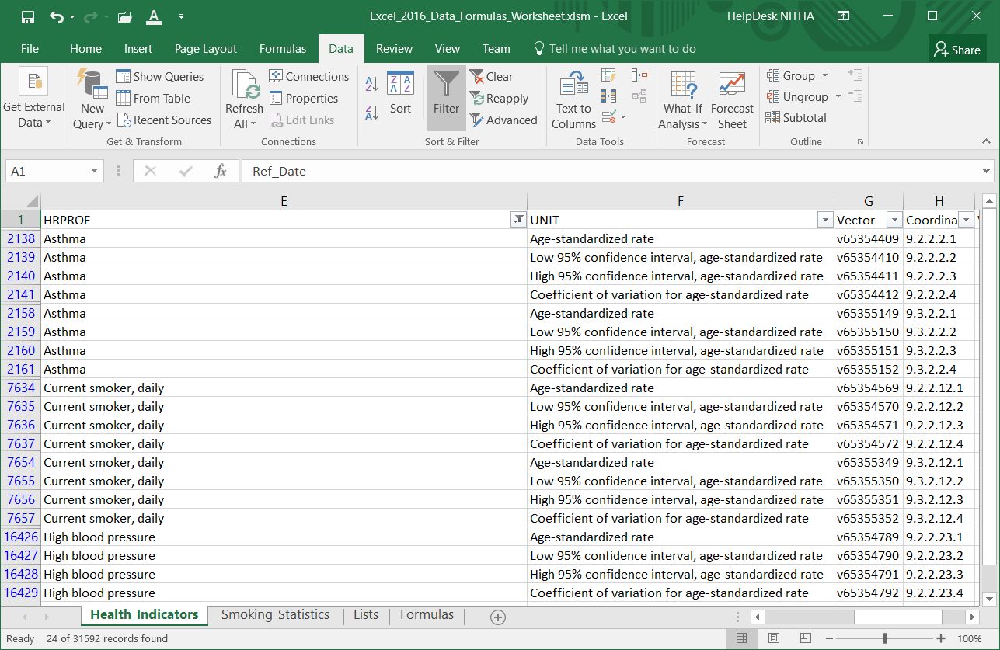 Excel_2016_Data_Formulas_Worksheet.xlsm - Excel HelpDesk NITHA
File Home Insert Page Layout Formulas Data Review View Team Tell me what you want to do Share
Get External Data
New Query
Show Queries
From Table
Recent Sources
Get & Transform
Refresh All
Connections
Properties
Edit Links
Connections
Sort
Filter
Clear
Reapply
Advanced
Sort & Filter
Text to Columns
Data Tools
What-If Analysis
Forecast Sheet
Forecast
Group
Ungroup
Subtotal
Outline
A1 fx Ref_Date
E F G H
1 HRPROF UNIT Vector Coordina
2138 Asthma Age-standardized rate v65354409 9.2.2.2.1
2139 Asthma Low 95% confidence interval, age-standardized rate v65354410 9.2.2.2.2
2140 Asthma High 95% confidence interval, age-standardized rate v65354411 9.2.2.2.3
2141 Asthma Coefficient of variation for age-standardized rate v65354412 9.2.2.2.4
2158 Asthma Age-standardized rate v65355149 9.3.2.2.1
2159 Asthma Low 95% confidence interval, age-standardized rate v65355150 9.3.2.2.2
2160 Asthma High 95% confidence interval, age-standardized rate v65355151 9.3.2.2.3
2161 Asthma Coefficient of variation for age-standardized rate v65355152 9.3.2.2.4
7634 Current smoker, daily Age-standardized rate v65354569 9.2.2.12.1
7635 Current smoker, daily Low 95% confidence interval, age-standardized rate v65354570 9.2.2.12.2
7636 Current smoker, daily High 95% confidence interval, age-standardized rate v65354571 9.2.2.12.3
7637 Current smoker, daily Coefficient of variation for age-standardized rate v65354572 9.2.2.12.4
7654 Current smoker, daily Age-standardized rate v65355349 9.3.2.12.1
7655 Current smoker, daily Low 95% confidence interval, age-standardized rate v65355350 9.3.2.12.2
7656 Current smoker, daily High 95% confidence interval, age-standardized rate v65355351 9.3.2.12.3
7657 Current smoker, daily Coefficient of variation for age-standardized rate v65355352 9.3.2.12.4
16426 High blood pressure Age-standardized rate v65354789 9.2.2.23.1
16427 High blood pressure Low 95% confidence interval, age-standardized rate v65354790 9.2.2.23.2
16428 High blood pressure High 95% confidence interval, age-standardized rate v65354791 9.2.2.23.3
16429 High blood pressure Coefficient of variation for age-standardized rate v65354792 9.2.2.23.4
Health_Indicators Smoking_Statistics Lists Formulas
Ready 24 of 31592 records found 100%